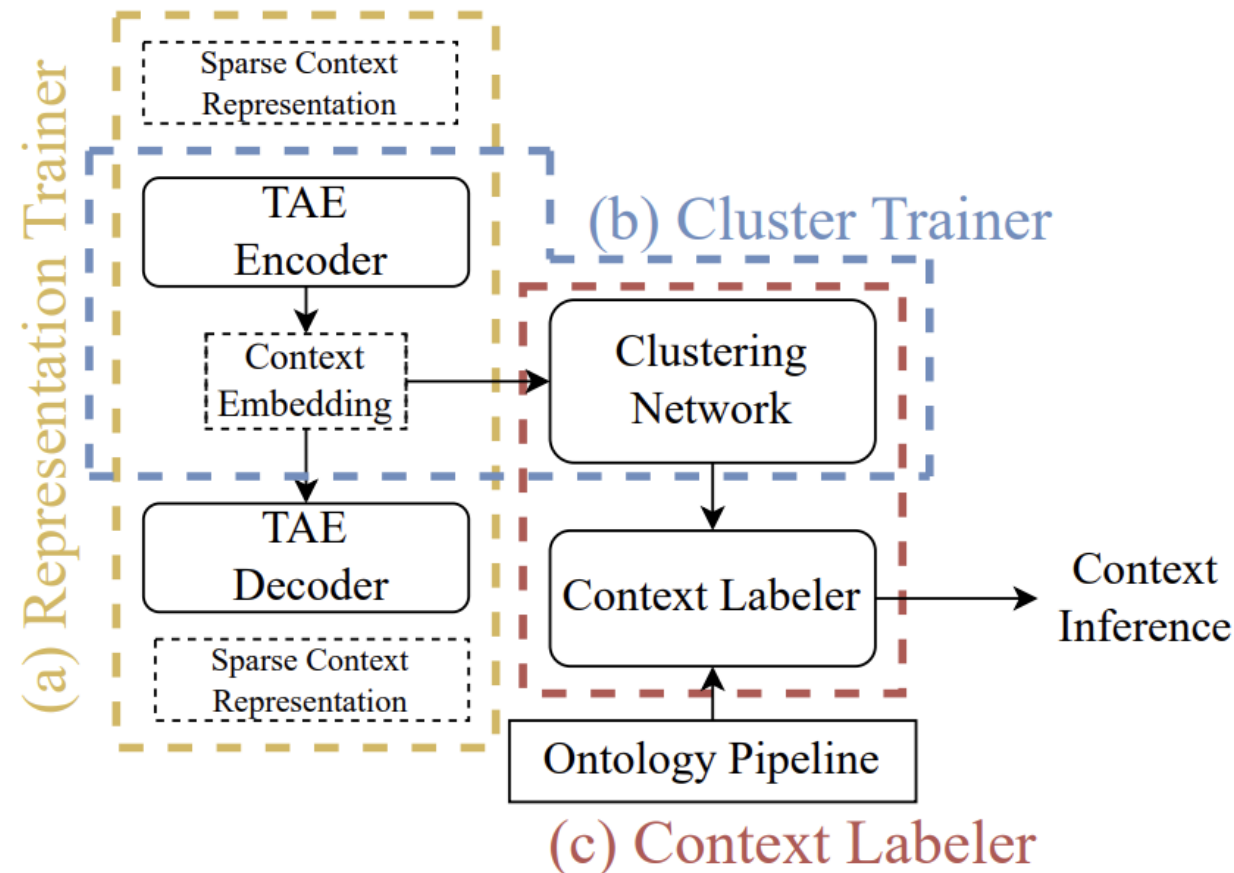 (a) Representation Trainer
Sparse Context
Representation
TAE
Encoder
(b) Cluster Trainer
Context
Embedding
Clustering
Network
TAE
Decoder
Context Labeler
Context
Inference
Sparse Context
Representation
Ontology Pipeline
(c) Context Labeler